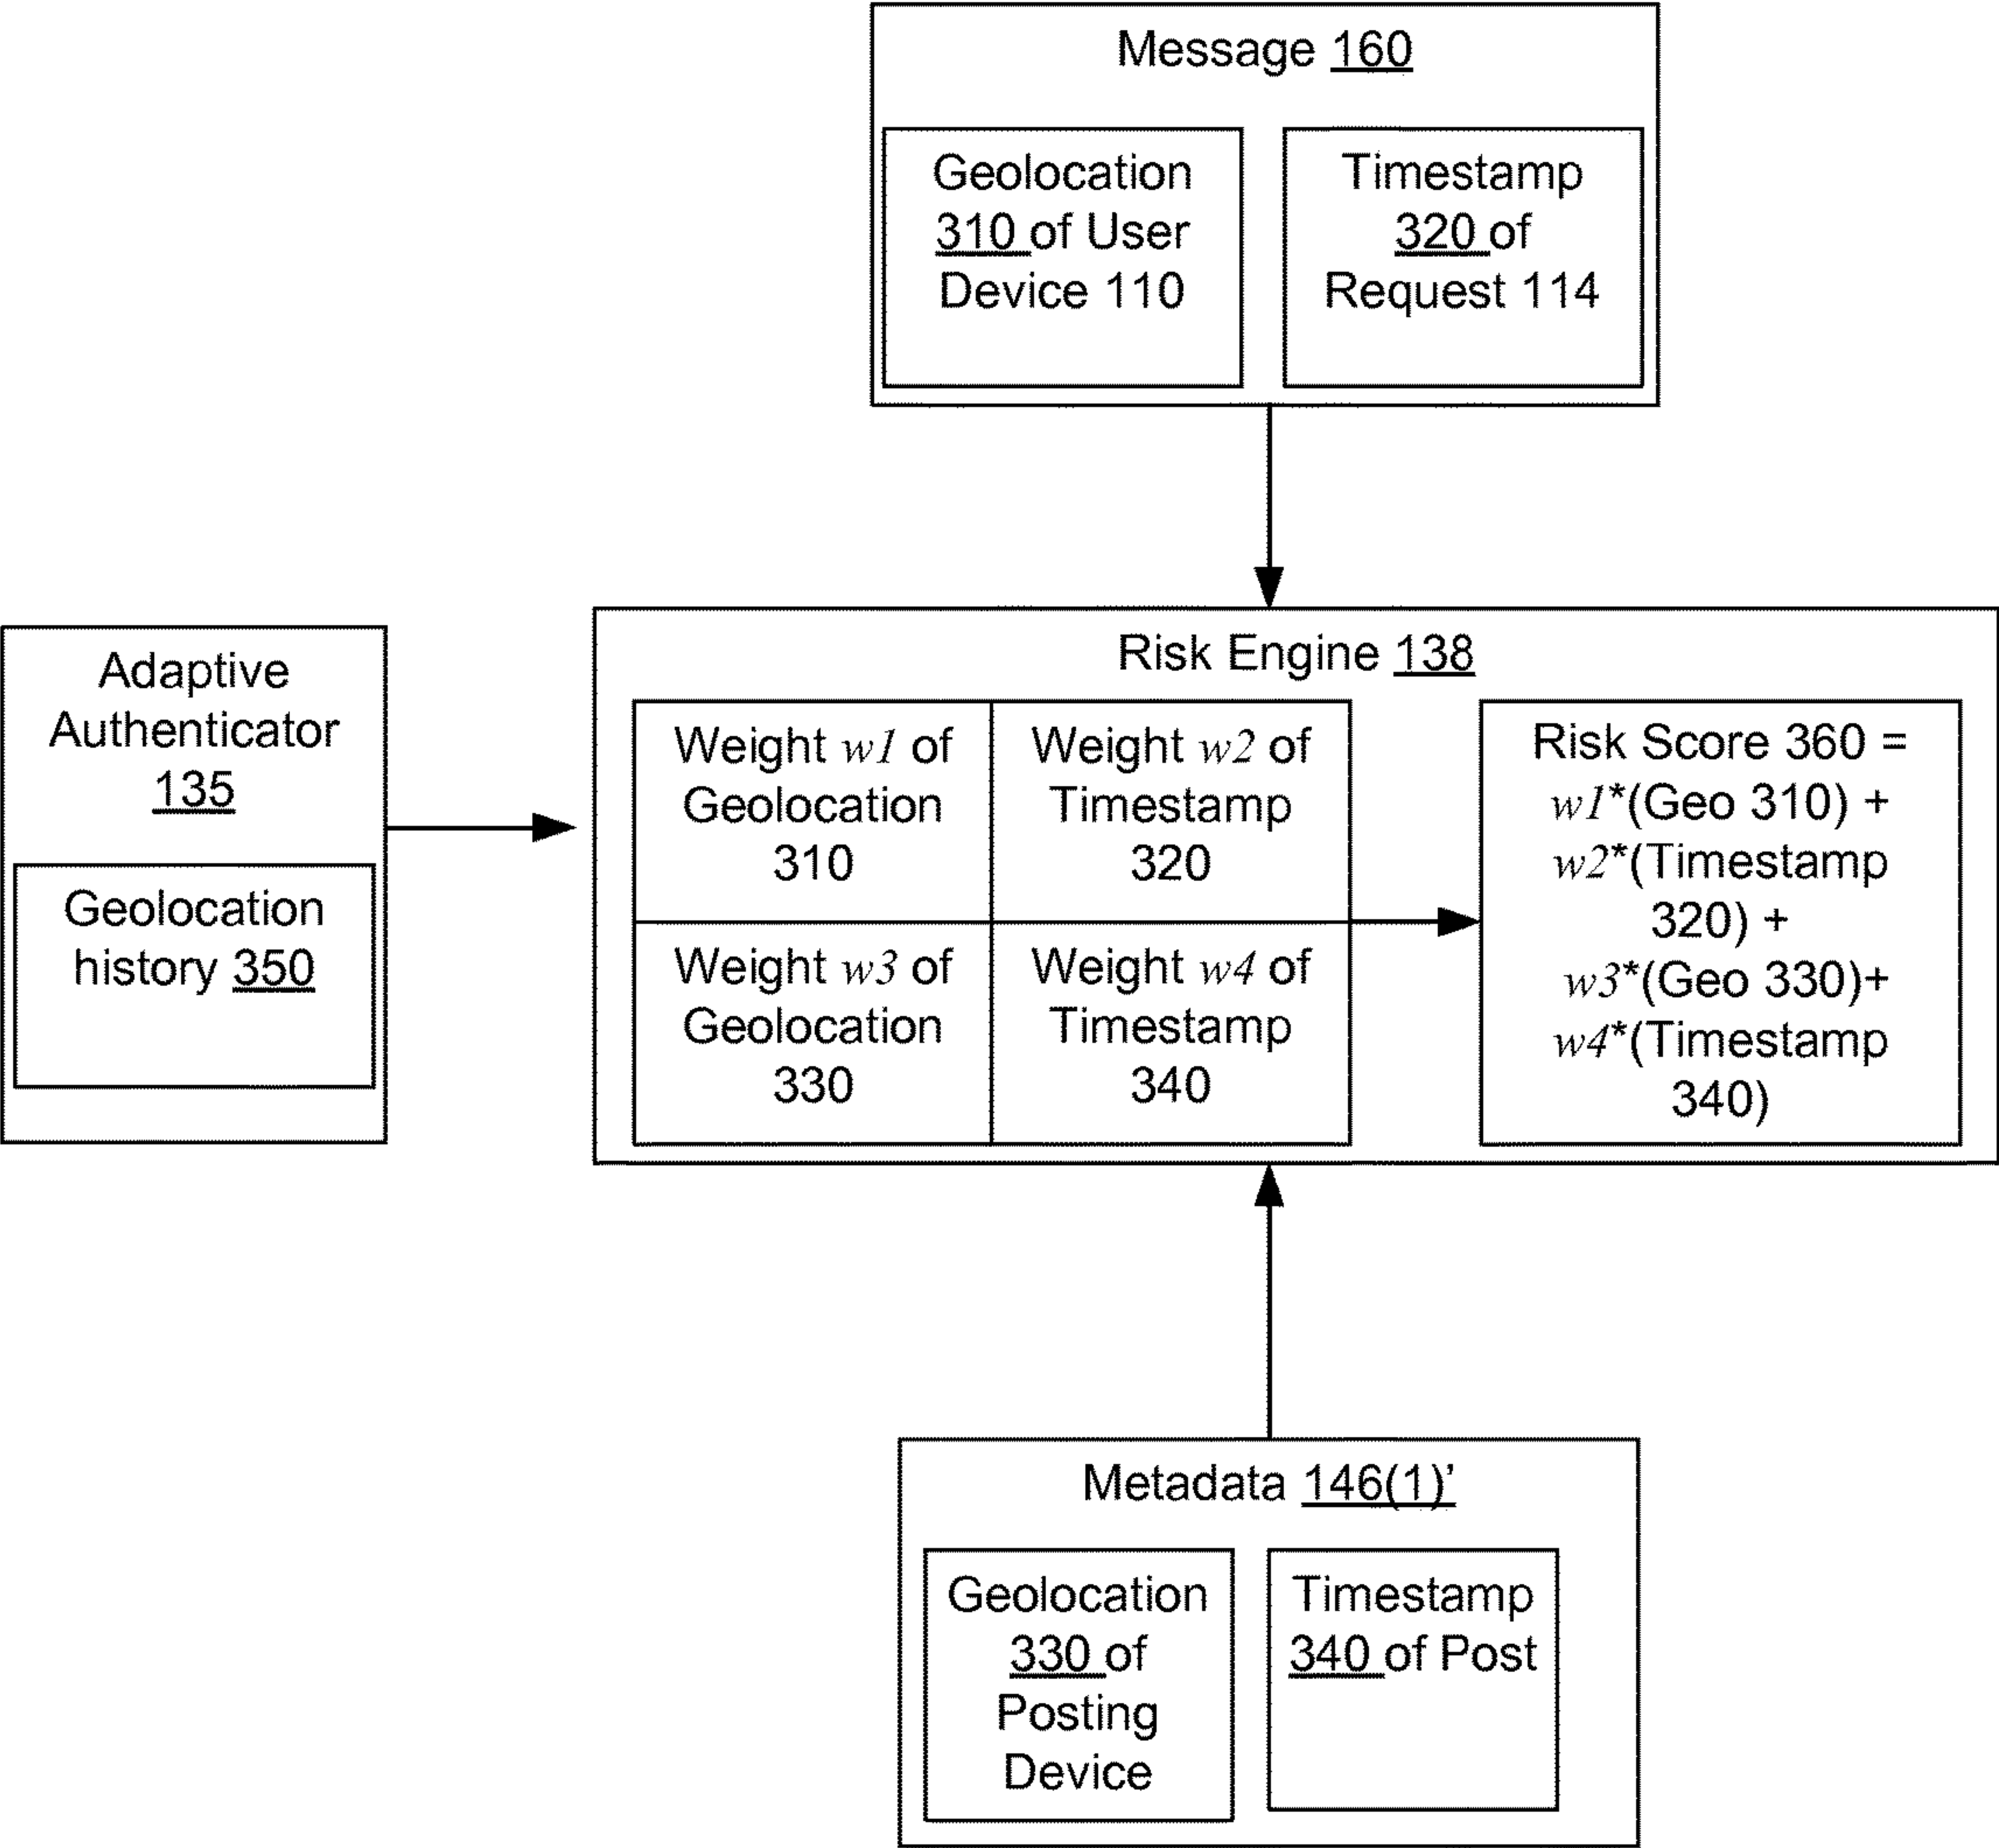 Message 160
Geolocation
310 of User
Device 110
Timestamp
320 of
Request 114
Adaptive
Authenticator
135
Geolocation
history 350
Risk Engine 138
Weight w1 of
Geolocation
310
Weight w2 of
Timestamp
320
Weight w3 of
Geolocation
330
Weight w4 of
Timestamp
340
Risk Score 360 =
w1*(Geo 310) +
w2*(Timestamp
320) +
w3*(Geo 330)+
w4*(Timestamp
340)
Metadata 146(1)’
Geolocation
330 of
Posting
Device
Timestamp
340 of Post